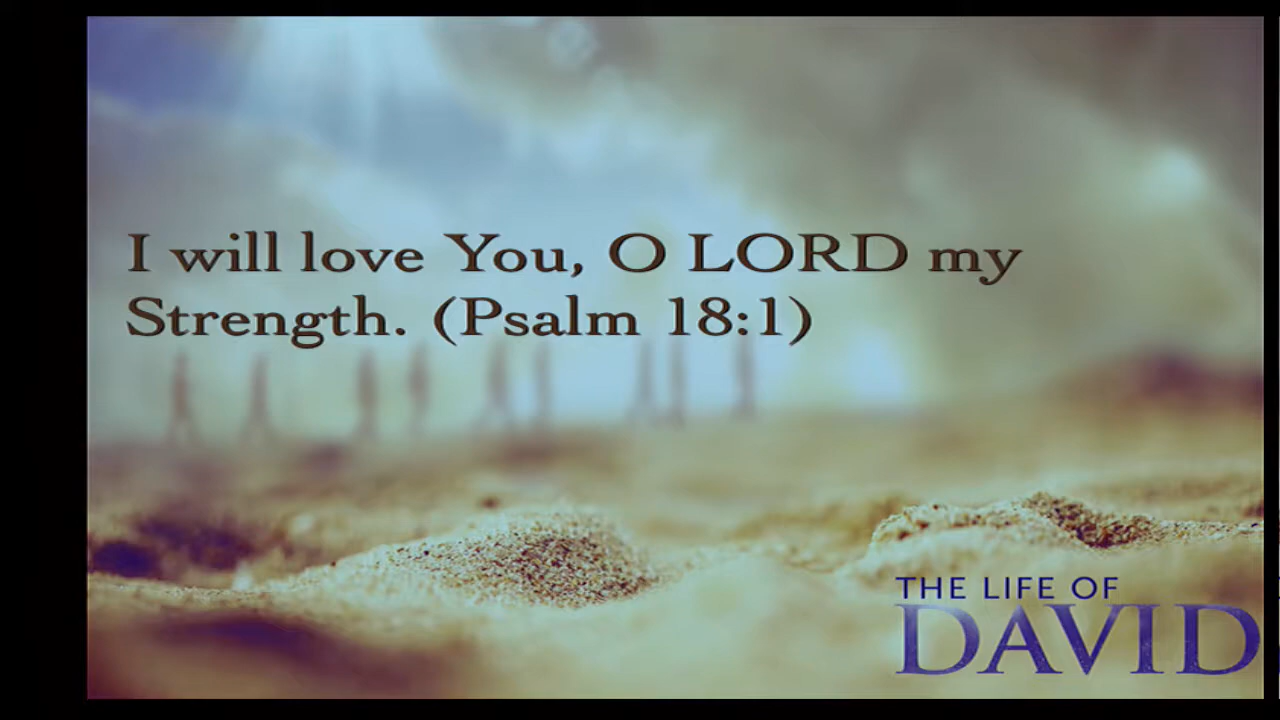 I will love You, O LORD my
Strength. (Psalm 18:1)
THE LIFE OF
DAVID